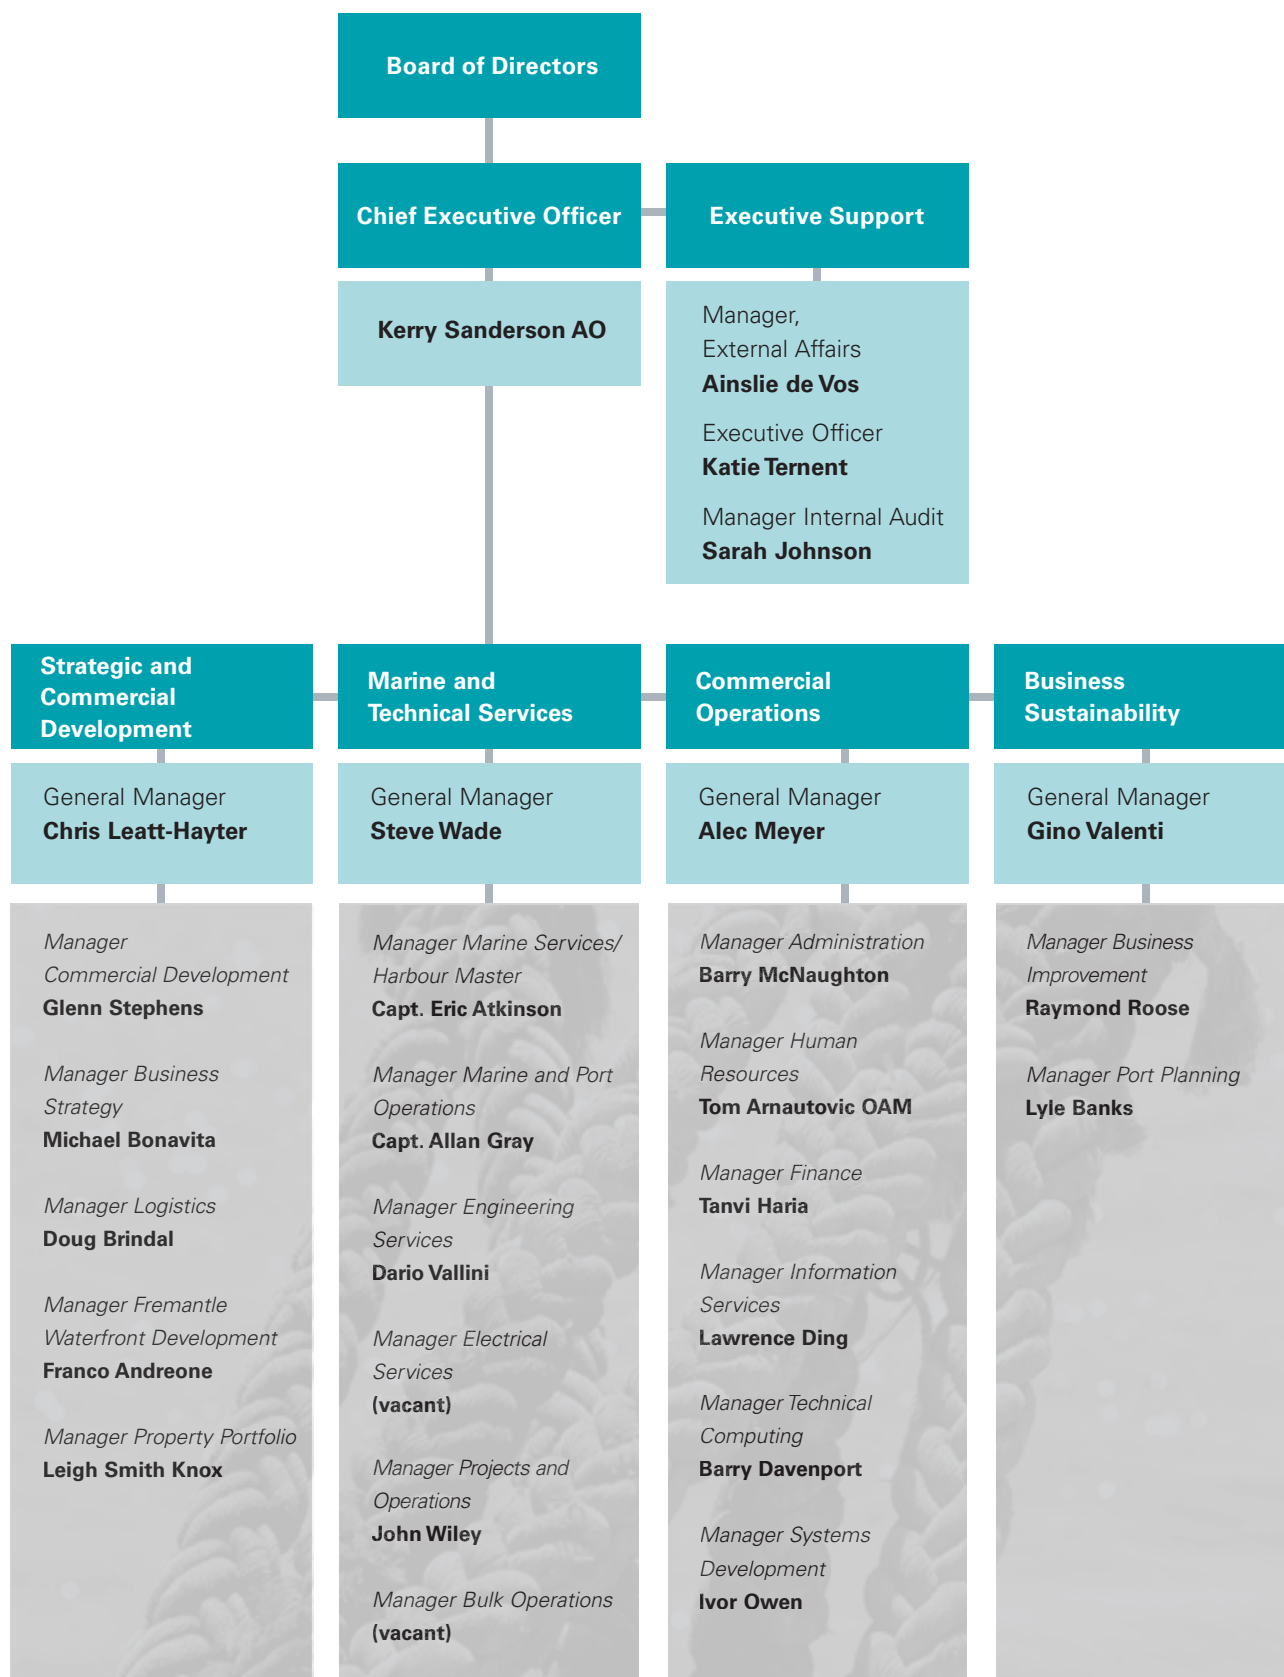 Board of Directors
Chief Executive Officer
Executive Support
Kerry Sanderson AO
Manager,
External Affairs
Ainslie de Vos
Executive Officer
Katie Ternent
Manager Internal Audit
Sarah Johnson
Strategic and
Commercial
Development
General Manager
Chris Leatt-Hayter
Manager
Commercial Development
Glenn Stephens
Manager Business
Strategy
Michael Bonavita
Manager Logistics
Doug Brindal
Manager Fremantle
Waterfront Development
Franco Andreone
Manager Property Portfolio
Leigh Smith Knox
Marine and
Technical Services
General Manager
Steve Wade
Manager Marine Services/
Harbour Master
Capt. Eric Atkinson
Manager Marine and Port
Operations
Capt. Allan Gray
Manager Engineering
Services
Dario Vallini
Manager Electrical
Services
(vacant)
Manager Projects and
Operations
John Wiley
Manager Bulk Operations
(vacant)
Commercial
Operations
General Manager
Alec Meyer
Manager Administration
Barry McNaughton
Manager Human
Resources
Tom Arnautovic OAM
Manager Finance
Tanvi Haria
Manager Information
Services
Lawrence Ding
Manager Technical
Computing
Barry Davenport
Manager Systems
Development
Ivor Owen
Business
Sustainability
General Manager
Gino Valenti
Manager Business
Improvement
Raymond Roose
Manager Port Planning
Lyle Banks